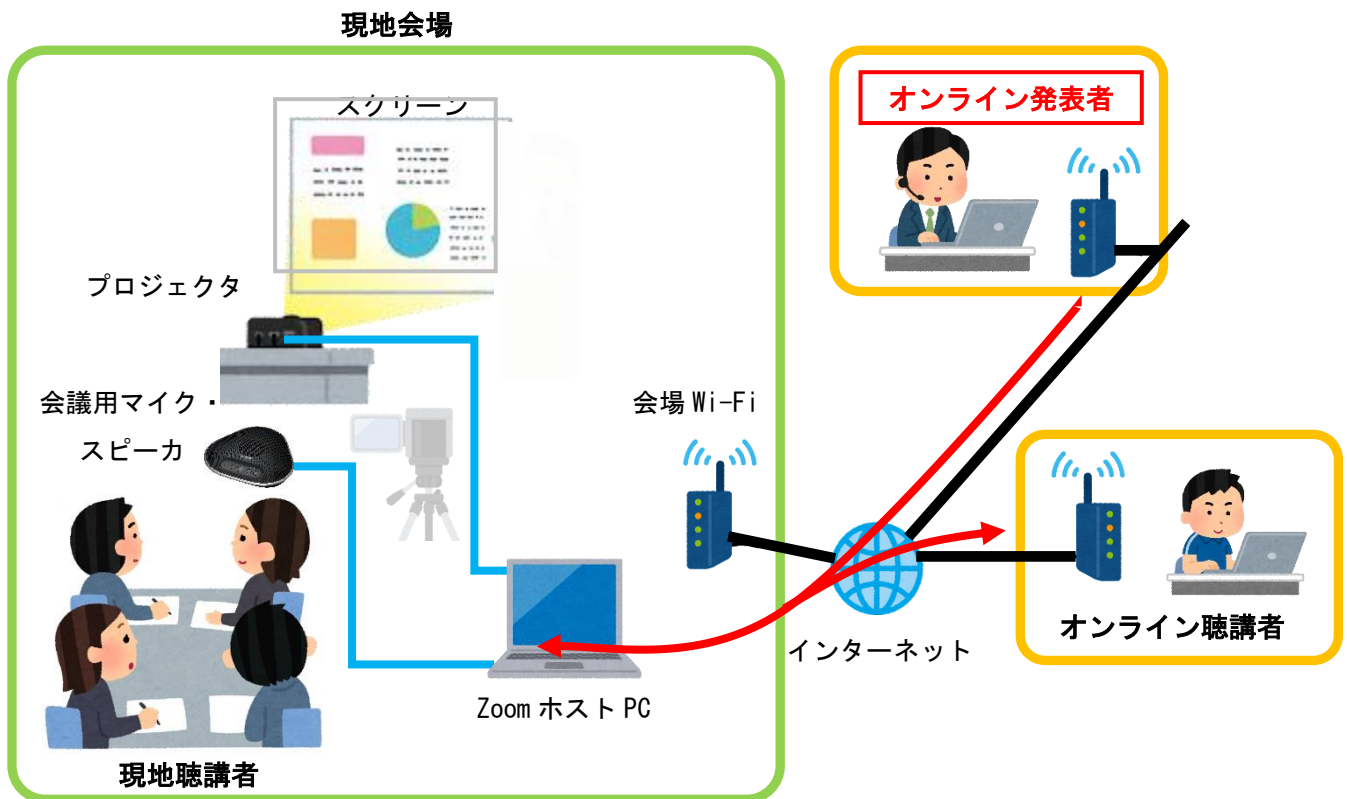 現地会場
スクリーン
プロジェクタ
会議用マイク・
スピーカ
会場 Wi-Fi
オンライン発表者
Zoom ホスト PC
インターネット
オンライン聴講者
現地聴講者